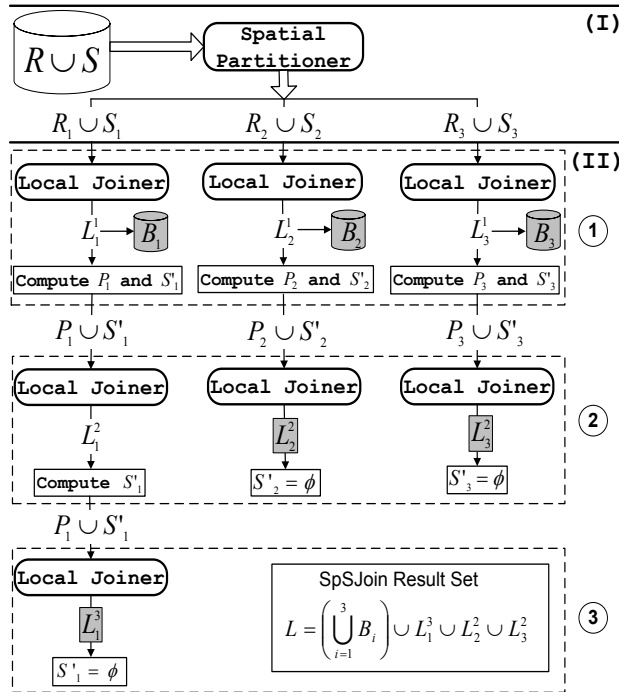 (I)
R ∪ S
Spatial
Partitioner
R₁ ∪ S₁ R₂ ∪ S₂ R₃ ∪ S₃
(II)
Local Joiner Local Joiner Local Joiner
L₁¹ B₁ L₂¹ B₂ L₃¹ B₃
1
Compute P₁ and S'₁ Compute P₂ and S'₂ Compute P₃ and S'₃
P₁ ∪ S'₁ P₂ ∪ S'₂ P₃ ∪ S'₃
Local Joiner Local Joiner Local Joiner
2
L₁² L₂² L₃²
Compute S'₁ S'₂ = ϕ S'₃ = ϕ
P₁ ∪ S'₁
Local Joiner
SpSJoin Result Set
3
L₁³
L = (⋃ᵢ₌₁³ Bᵢ) ∪ L₁³ ∪ L₂² ∪ L₃²
S'₁ = ϕ